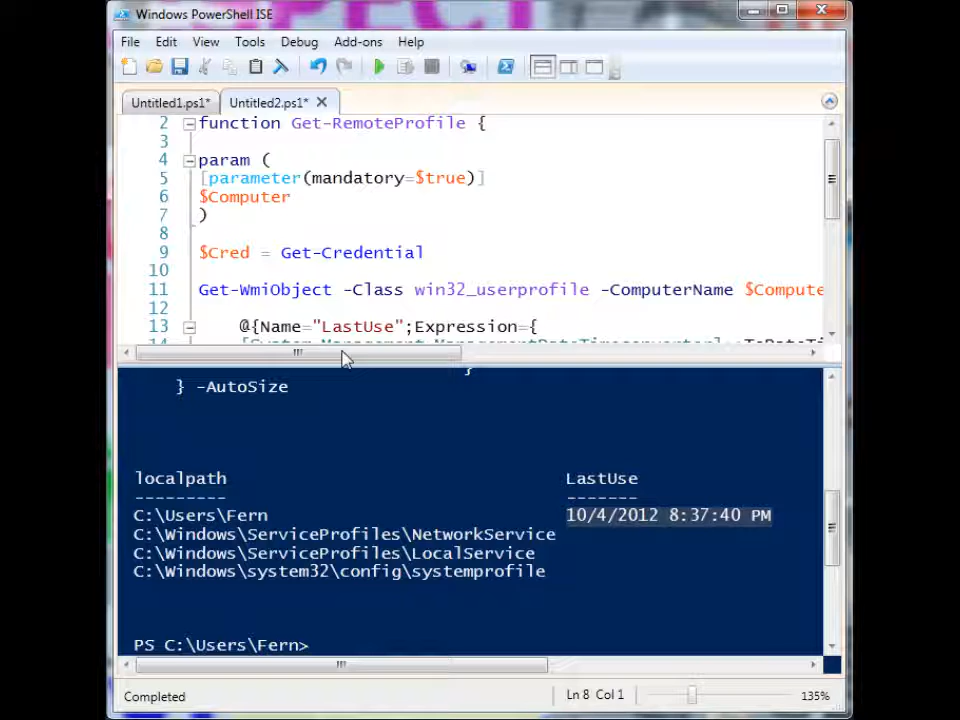 Windows PowerShell ISE
File Edit View Tools Debug Add-ons Help
Untitled1.ps1* Untitled2.ps1*
2 function Get-RemoteProfile {
3
4 param (
5 [parameter(mandatory=$true)]
6 $Computer
7 )
8
9 $Cred = Get-Credential
10
11 Get-WmiObject -Class win32_userprofile -ComputerName $Compute
12
13 @{Name="LastUse";Expression={
14
}
} -AutoSize
localpath LastUse
--------- -------
C:\Users\Fern 10/4/2012 8:37:40 PM
C:\Windows\ServiceProfiles\NetworkService
C:\Windows\ServiceProfiles\LocalService
C:\Windows\system32\config\systemprofile
PS C:\Users\Fern>
Completed Ln 8 Col 1 135%